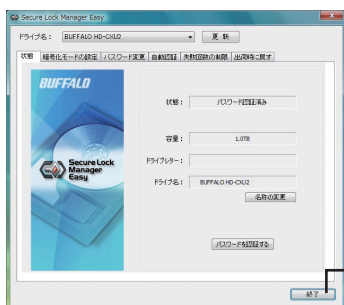 Secure Lock Manager Easy
ドライブ名： BUFFALO HD-CXU2 更新
状態 暗号化モードの設定 パスワード変更 自動認証 失敗回数の制限 出荷時に戻す
BUFFALO
状態： パスワード認証済み
容量： 1.0TB
Secure Lock
Manager
Easy
ドライブレター：
ドライブ名： BUFFALO HD-CXU2
名称の変更
パスワードを認証する
終了